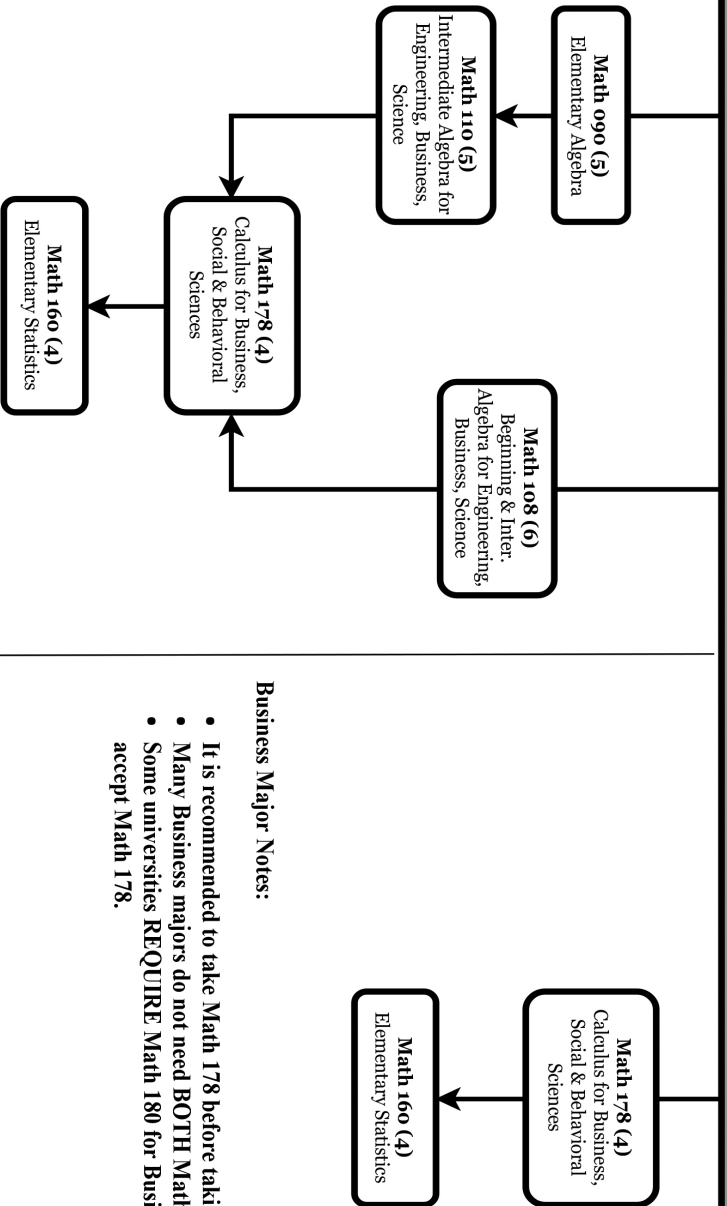 Math 090 (5)
Elementary Algebra
Math 110 (5)
Intermediate Algebra for
Engineering, Business,
Science
Math 108 (6)
Beginning & Inter.
Algebra for Engineering,
Business, Science
Math 178 (4)
Calculus for Business,
Social & Behavioral
Sciences
Math 160 (4)
Elementary Statistics
Math 178 (4)
Calculus for Business,
Social & Behavioral
Sciences
Math 160 (4)
Elementary Statistics
Business Major Notes:
• It is recommended to take Math 178 before taki
• Many Business majors do not need BOTH Math
• Some universities REQUIRE Math 180 for Busi
accept Math 178.